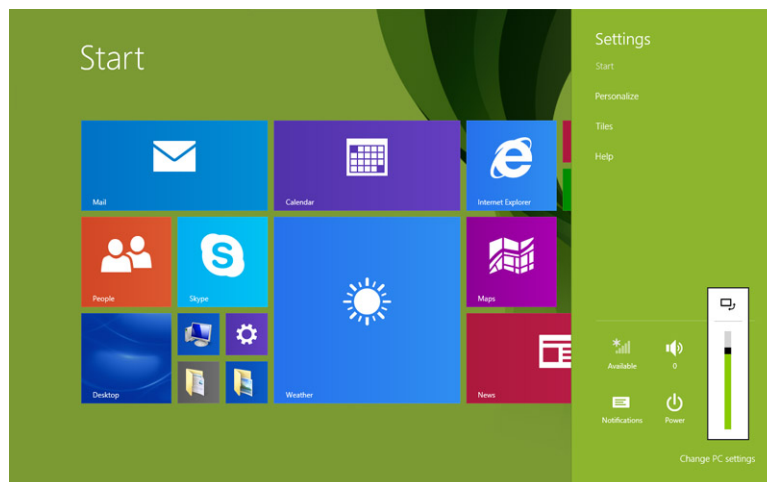 Start
Settings
Start
Personalize
Tiles
Help
Mail
Calendar
Internet Explorer
People
Skype
Maps
Desktop
Weather
News
Available
0
Notifications
Power
Change PC settings